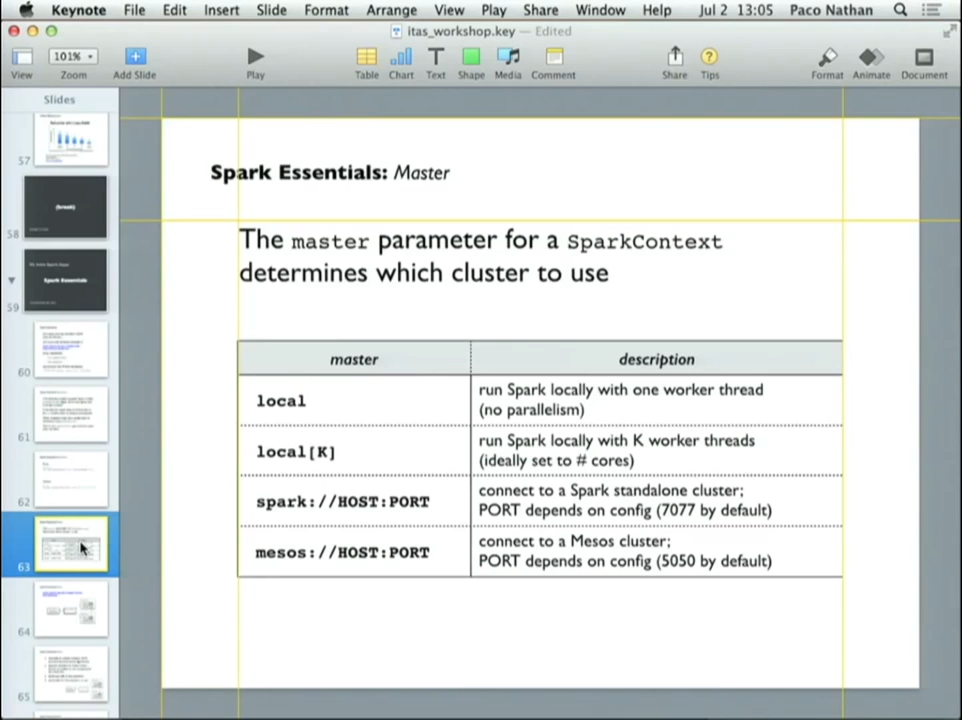 Keynote File Edit Insert Slide Format Arrange View Play Share Window Help Jul 2 13:05 Paco Nathan
itas_workshop.key — Edited
101%
View Zoom Add Slide Play Table Chart Text Shape Media Comment Share Tips Format Animate Document
Slides
57
58
(break)
59
Spark Essentials
60
61
62
63
64
65
Spark Essentials: Master
The master parameter for a SparkContext
determines which cluster to use
master description
local
run Spark locally with one worker thread
(no parallelism)
local[K]
run Spark locally with K worker threads
(ideally set to # cores)
spark://HOST:PORT
connect to a Spark standalone cluster;
PORT depends on config (7077 by default)
mesos://HOST:PORT
connect to a Mesos cluster;
PORT depends on config (5050 by default)